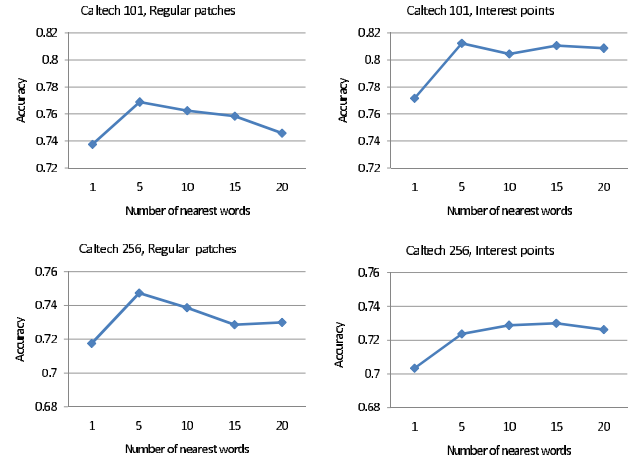 Caltech 101, Regular patches
0.82
0.8
0.78
0.76
0.74
0.72
Accuracy
1 5 10 15 20
Number of nearest words
Caltech 101, Interest points
0.82
0.8
0.78
0.76
0.74
0.72
Accuracy
1 5 10 15 20
Number of nearest words
Caltech 256, Regular patches
0.76
0.74
0.72
0.7
0.68
Accuracy
1 5 10 15 20
Number of nearest words
Caltech 256, Interest points
0.76
0.74
0.72
0.7
0.68
Accuracy
1 5 10 15 20
Number of nearest words